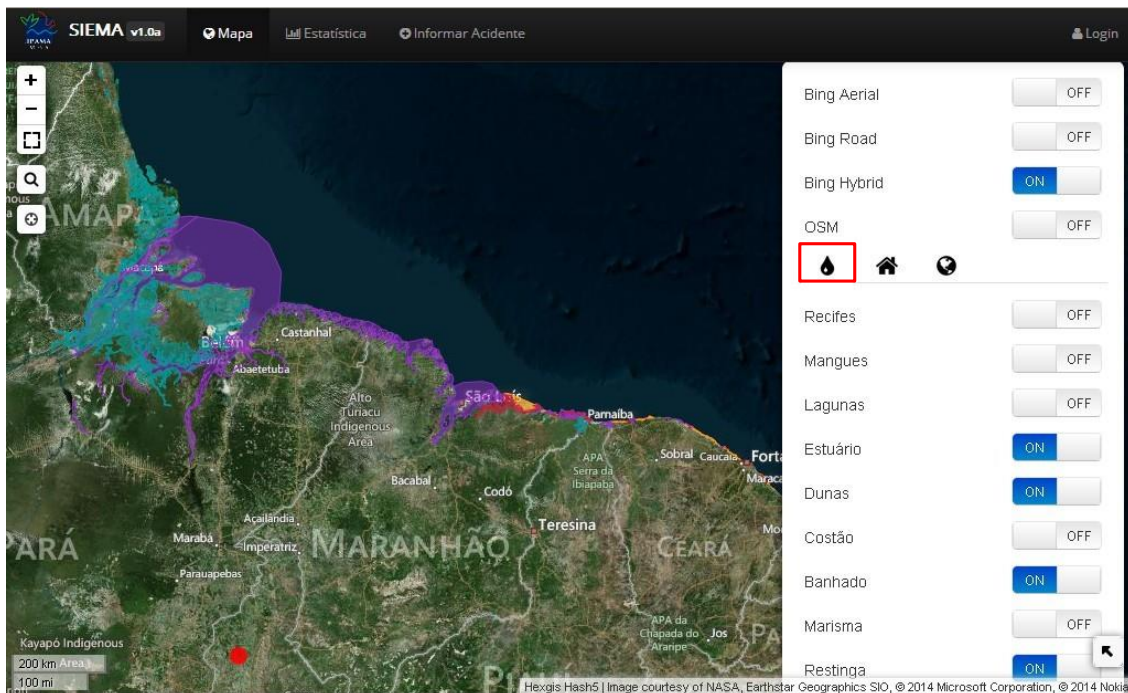 SIEMA v1.0a
Mapa
Estatística
Informar Acidente
Login
IBAMA
Bing Aerial OFF
Bing Road OFF
Bing Hybrid ON
OSM OFF
Recifes OFF
Mangues OFF
Lagunas OFF
Estuário ON
Dunas ON
Costão OFF
Banhado ON
Marisma OFF
Restinga ON
AMAPÁ
Macapá
Belém
Castanhal
Abaetetuba
Alto
Turiacu
Indigenous
Area
São Luís
Parnaíba
APA
Serra da
Ibiapaba
Sobral
Caucaia
Fort
Maraca
Bacabal
Codó
Teresina
Açailândia
Marabá
Imperatriz
MARANHÃO
CEARÁ
PARÁ
Parauapebas
APA da
Chapada do
Araripe
Jos
Kayapó Indigenous
Area
200 km
100 mi
Hexgis Hash5 | Image courtesy of NASA, Earthstar Geographics SIO, © 2014 Microsoft Corporation, © 2014 Nokia